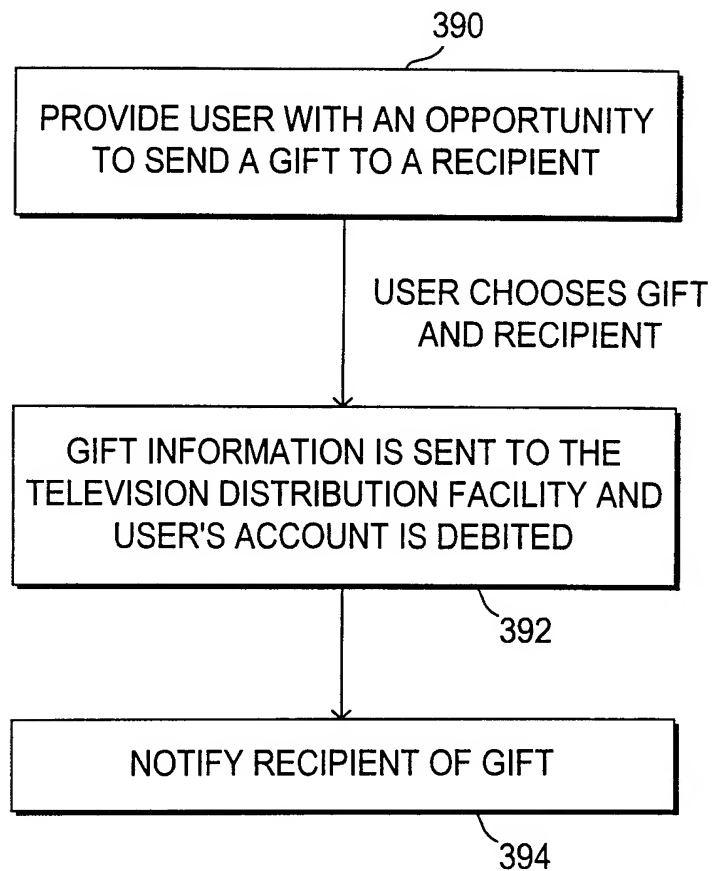 390
PROVIDE USER WITH AN OPPORTUNITY
TO SEND A GIFT TO A RECIPIENT
USER CHOOSES GIFT
AND RECIPIENT
GIFT INFORMATION IS SENT TO THE
TELEVISION DISTRIBUTION FACILITY AND
USER'S ACCOUNT IS DEBITED
392
NOTIFY RECIPIENT OF GIFT
394